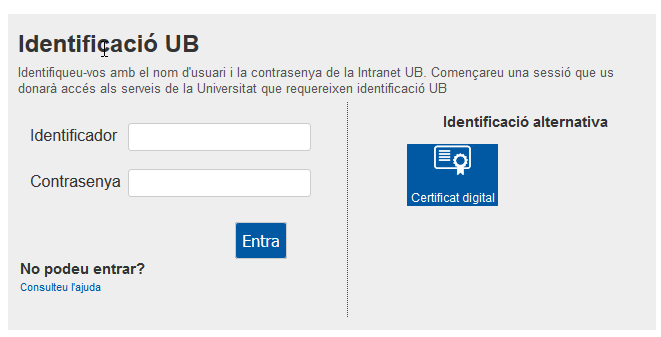 Identificació UB
Identifiqueu-vos amb el nom d'usuari i la contrasenya de la Intranet UB. Començareu una sessió que us
donarà accés als serveis de la Universitat que requereixen identificació UB
Identificador
Contrasenya
Entra
No podeu entrar?
Consulteu l'ajuda
Identificació alternativa
Certificat digital